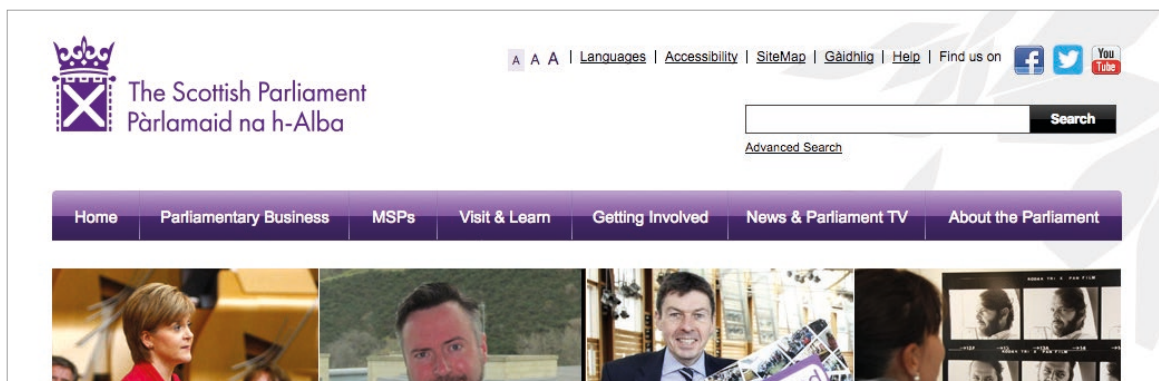 A A A | Languages | Accessibility | SiteMap | Gàidhlig | Help | Find us on
You
Tube
The Scottish Parliament
Pàrlamaid na h-Alba
Search
Advanced Search
Home Parliamentary Business MSPs Visit & Learn Getting Involved News & Parliament TV About the Parliament